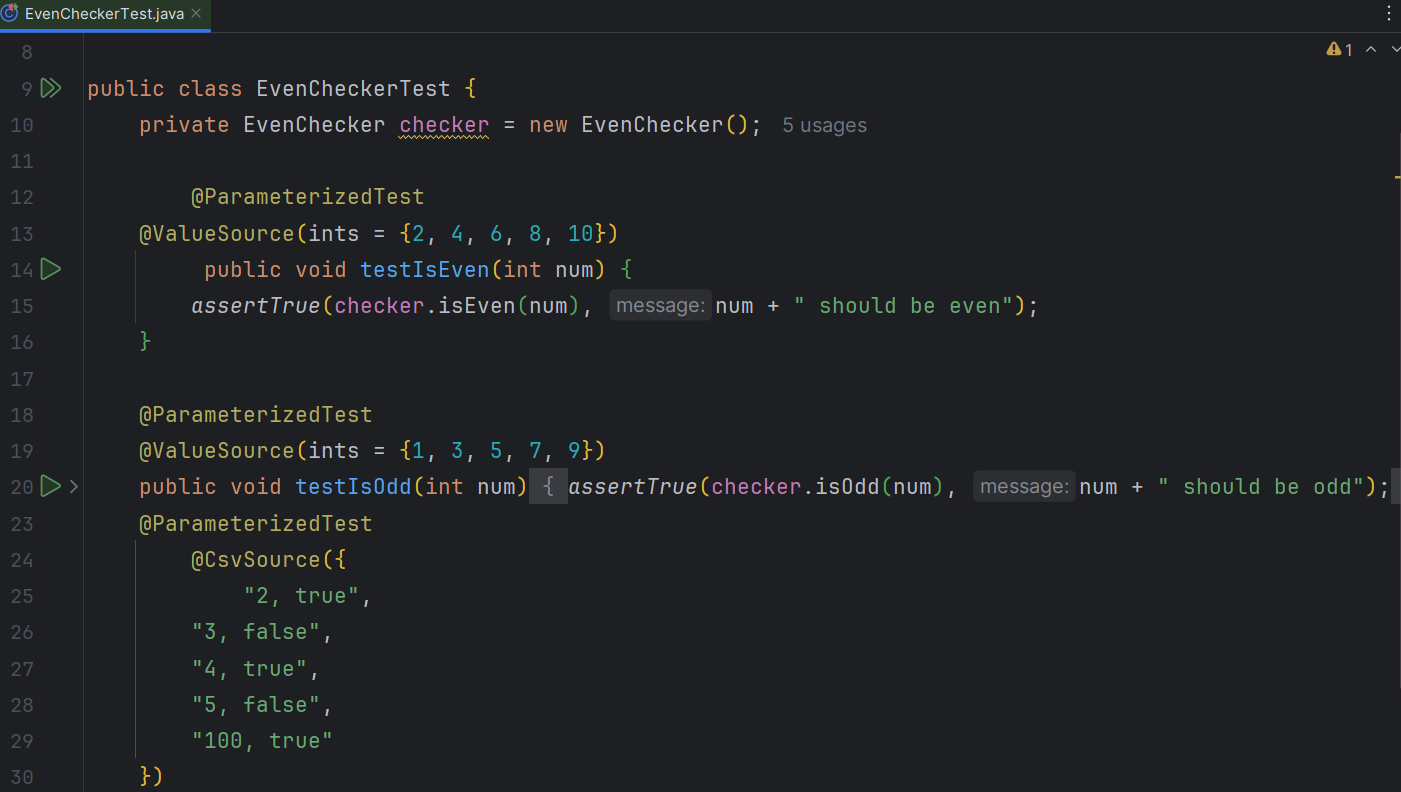 EvenCheckerTest.java
8
1
9 public class EvenCheckerTest {
10     private EvenChecker checker = new EvenChecker(); 5 usages
11
12         @ParameterizedTest
13     @ValueSource(ints = {2, 4, 6, 8, 10})
14          public void testIsEven(int num) {
15         assertTrue(checker.isEven(num), message: num + " should be even");
16     }
17
18     @ParameterizedTest
19     @ValueSource(ints = {1, 3, 5, 7, 9})
20     public void testIsOdd(int num) { assertTrue(checker.isOdd(num), message: num + " should be odd");
23     @ParameterizedTest
24         @CsvSource({
25             "2, true",
26         "3, false",
27         "4, true",
28         "5, false",
29         "100, true"
30     })